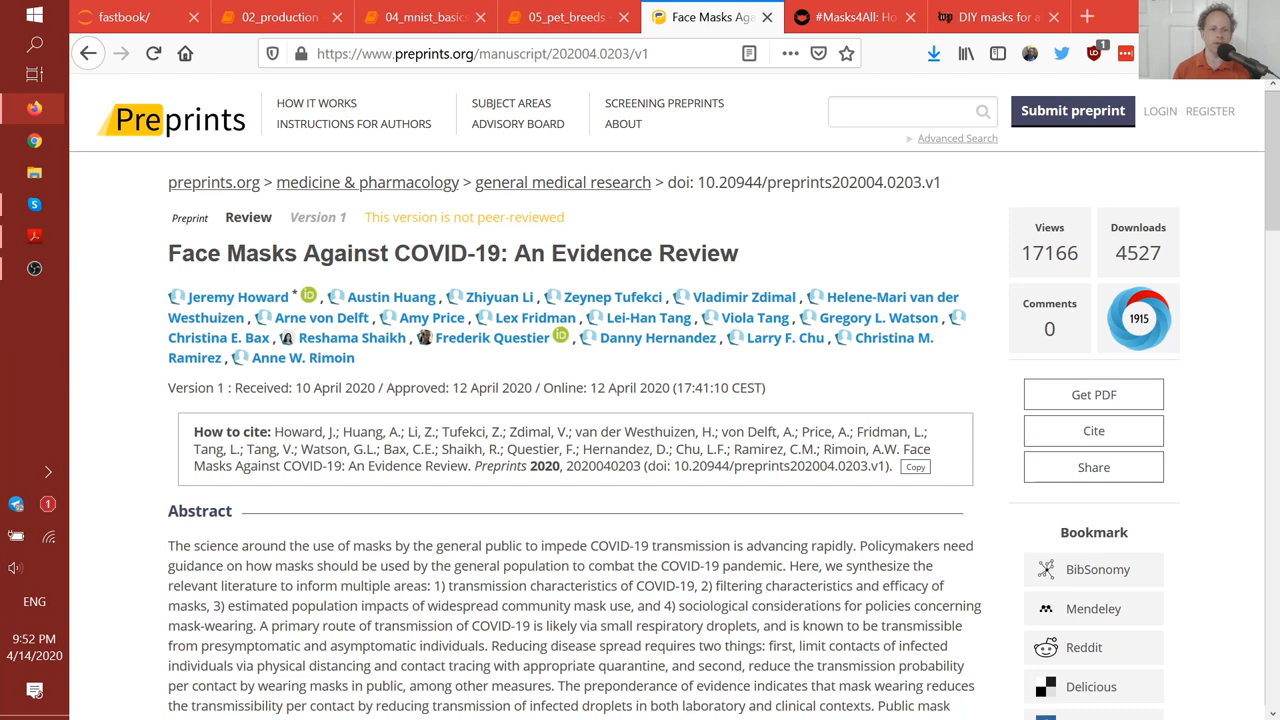 fastbook/
02_production
04_mnist_basics
05_pet_breeds
Face Masks Aga
#Masks4All: Ho
top DIY masks for a
https://www.preprints.org/manuscript/202004.0203/v1
1
Preprints
HOW IT WORKS
INSTRUCTIONS FOR AUTHORS
SUBJECT AREAS
ADVISORY BOARD
SCREENING PREPRINTS
ABOUT
Advanced Search
Submit preprint
LOGIN REGISTER
preprints.org > medicine & pharmacology > general medical research > doi: 10.20944/preprints202004.0203.v1
Preprint Review Version 1 This version is not peer-reviewed
Face Masks Against COVID-19: An Evidence Review
Jeremy Howard * iD , Austin Huang , Zhiyuan Li , Zeynep Tufekci , Vladimir Zdimal , Helene-Mari van der
Westhuizen , Arne von Delft , Amy Price , Lex Fridman , Lei-Han Tang , Viola Tang , Gregory L. Watson ,
Christina E. Bax , Reshama Shaikh , Frederik Questier iD , Danny Hernandez , Larry F. Chu , Christina M.
Ramirez , Anne W. Rimoin
Version 1 : Received: 10 April 2020 / Approved: 12 April 2020 / Online: 12 April 2020 (17:41:10 CEST)
How to cite: Howard, J.; Huang, A.; Li, Z.; Tufekci, Z.; Zdimal, V.; van der Westhuizen, H.; von Delft, A.; Price, A.; Fridman, L.;
Tang, L.; Tang, V.; Watson, G.L.; Bax, C.E.; Shaikh, R.; Questier, F.; Hernandez, D.; Chu, L.F.; Ramirez, C.M.; Rimoin, A.W. Face
Masks Against COVID-19: An Evidence Review. Preprints 2020, 2020040203 (doi: 10.20944/preprints202004.0203.v1). Copy
Abstract
The science around the use of masks by the general public to impede COVID-19 transmission is advancing rapidly. Policymakers need
guidance on how masks should be used by the general population to combat the COVID-19 pandemic. Here, we synthesize the
relevant literature to inform multiple areas: 1) transmission characteristics of COVID-19, 2) filtering characteristics and efficacy of
masks, 3) estimated population impacts of widespread community mask use, and 4) sociological considerations for policies concerning
mask-wearing. A primary route of transmission of COVID-19 is likely via small respiratory droplets, and is known to be transmissible
from presymptomatic and asymptomatic individuals. Reducing disease spread requires two things: first, limit contacts of infected
individuals via physical distancing and contact tracing with appropriate quarantine, and second, reduce the transmission probability
per contact by wearing masks in public, among other measures. The preponderance of evidence indicates that mask wearing reduces
the transmissibility per contact by reducing transmission of infected droplets in both laboratory and clinical contexts. Public mask
Views
17166
Downloads
4527
Comments
0
1915
Get PDF
Cite
Share
Bookmark
BibSonomy
Mendeley
Reddit
Delicious
1
ENG
9:52 PM
4/14/2020